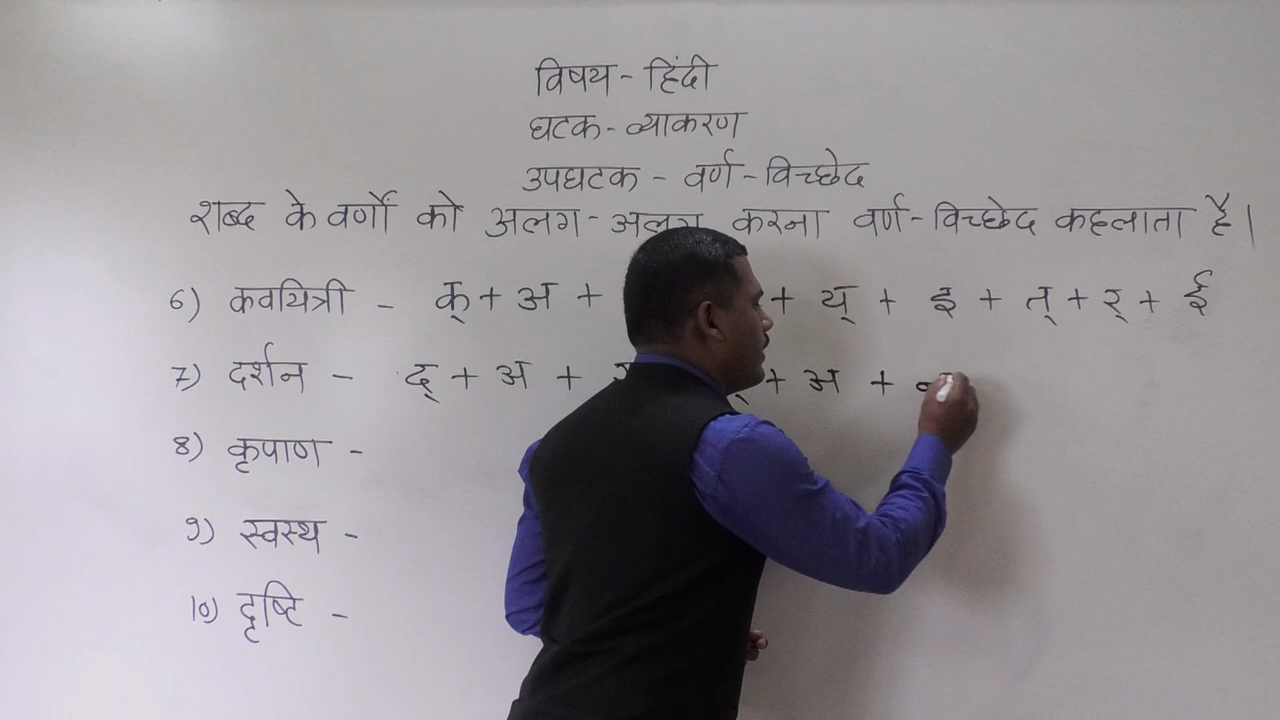 विषय - हिंदी
घटक - व्याकरण
उपघटक - वर्ण - विच्छेद
शब्द के वर्णों को अलग - अलग करना वर्ण - विच्छेद कहलाता है।
6) कवयित्री - क् + अ + + य् + इ + त् + र् + ई
7) दर्शन - द् + अ + + अ +
8) कृपाण -
9) स्वस्थ -
10) दृष्टि -